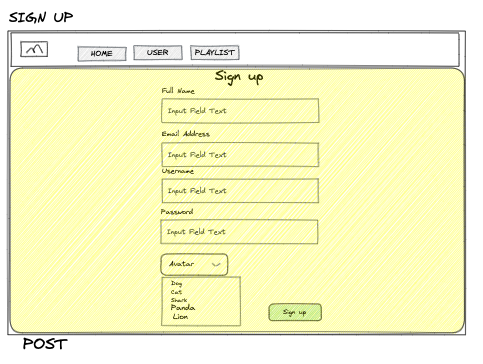 SIGN UP
HOME
USER
PLAYLIST
Sign up
Full Name
Input Field Text
Email Address
Input Field Text
Username
Input Field Text
Password
Input Field Text
Avatar
Dog
Cat
Shark
Panda
Lion
Sign up
POST